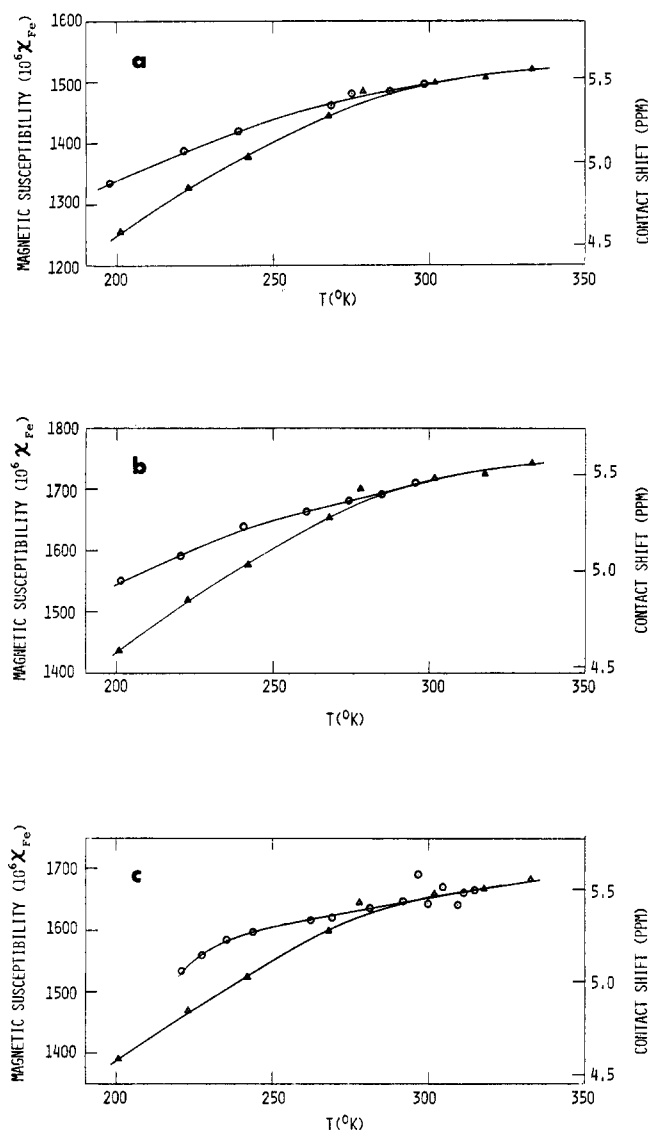 a
MAGNETIC SUSCEPTIBILITY (10⁶χFe)
1600
1500
1400
1300
1200
5.5
5.0
4.5
CONTACT SHIFT (PPM)
200
250
300
350
T(⁰K)
b
MAGNETIC SUSCEPTIBILITY (10⁶χFe)
1800
1700
1600
1500
1400
5.5
5.0
4.5
CONTACT SHIFT (PPM)
200
250
300
350
T(⁰K)
c
MAGNETIC SUSCEPTIBILITY (10⁶χFe)
1700
1600
1500
1400
5.5
5.0
4.5
CONTACT SHIFT (PPM)
200
250
300
350
T(⁰K)